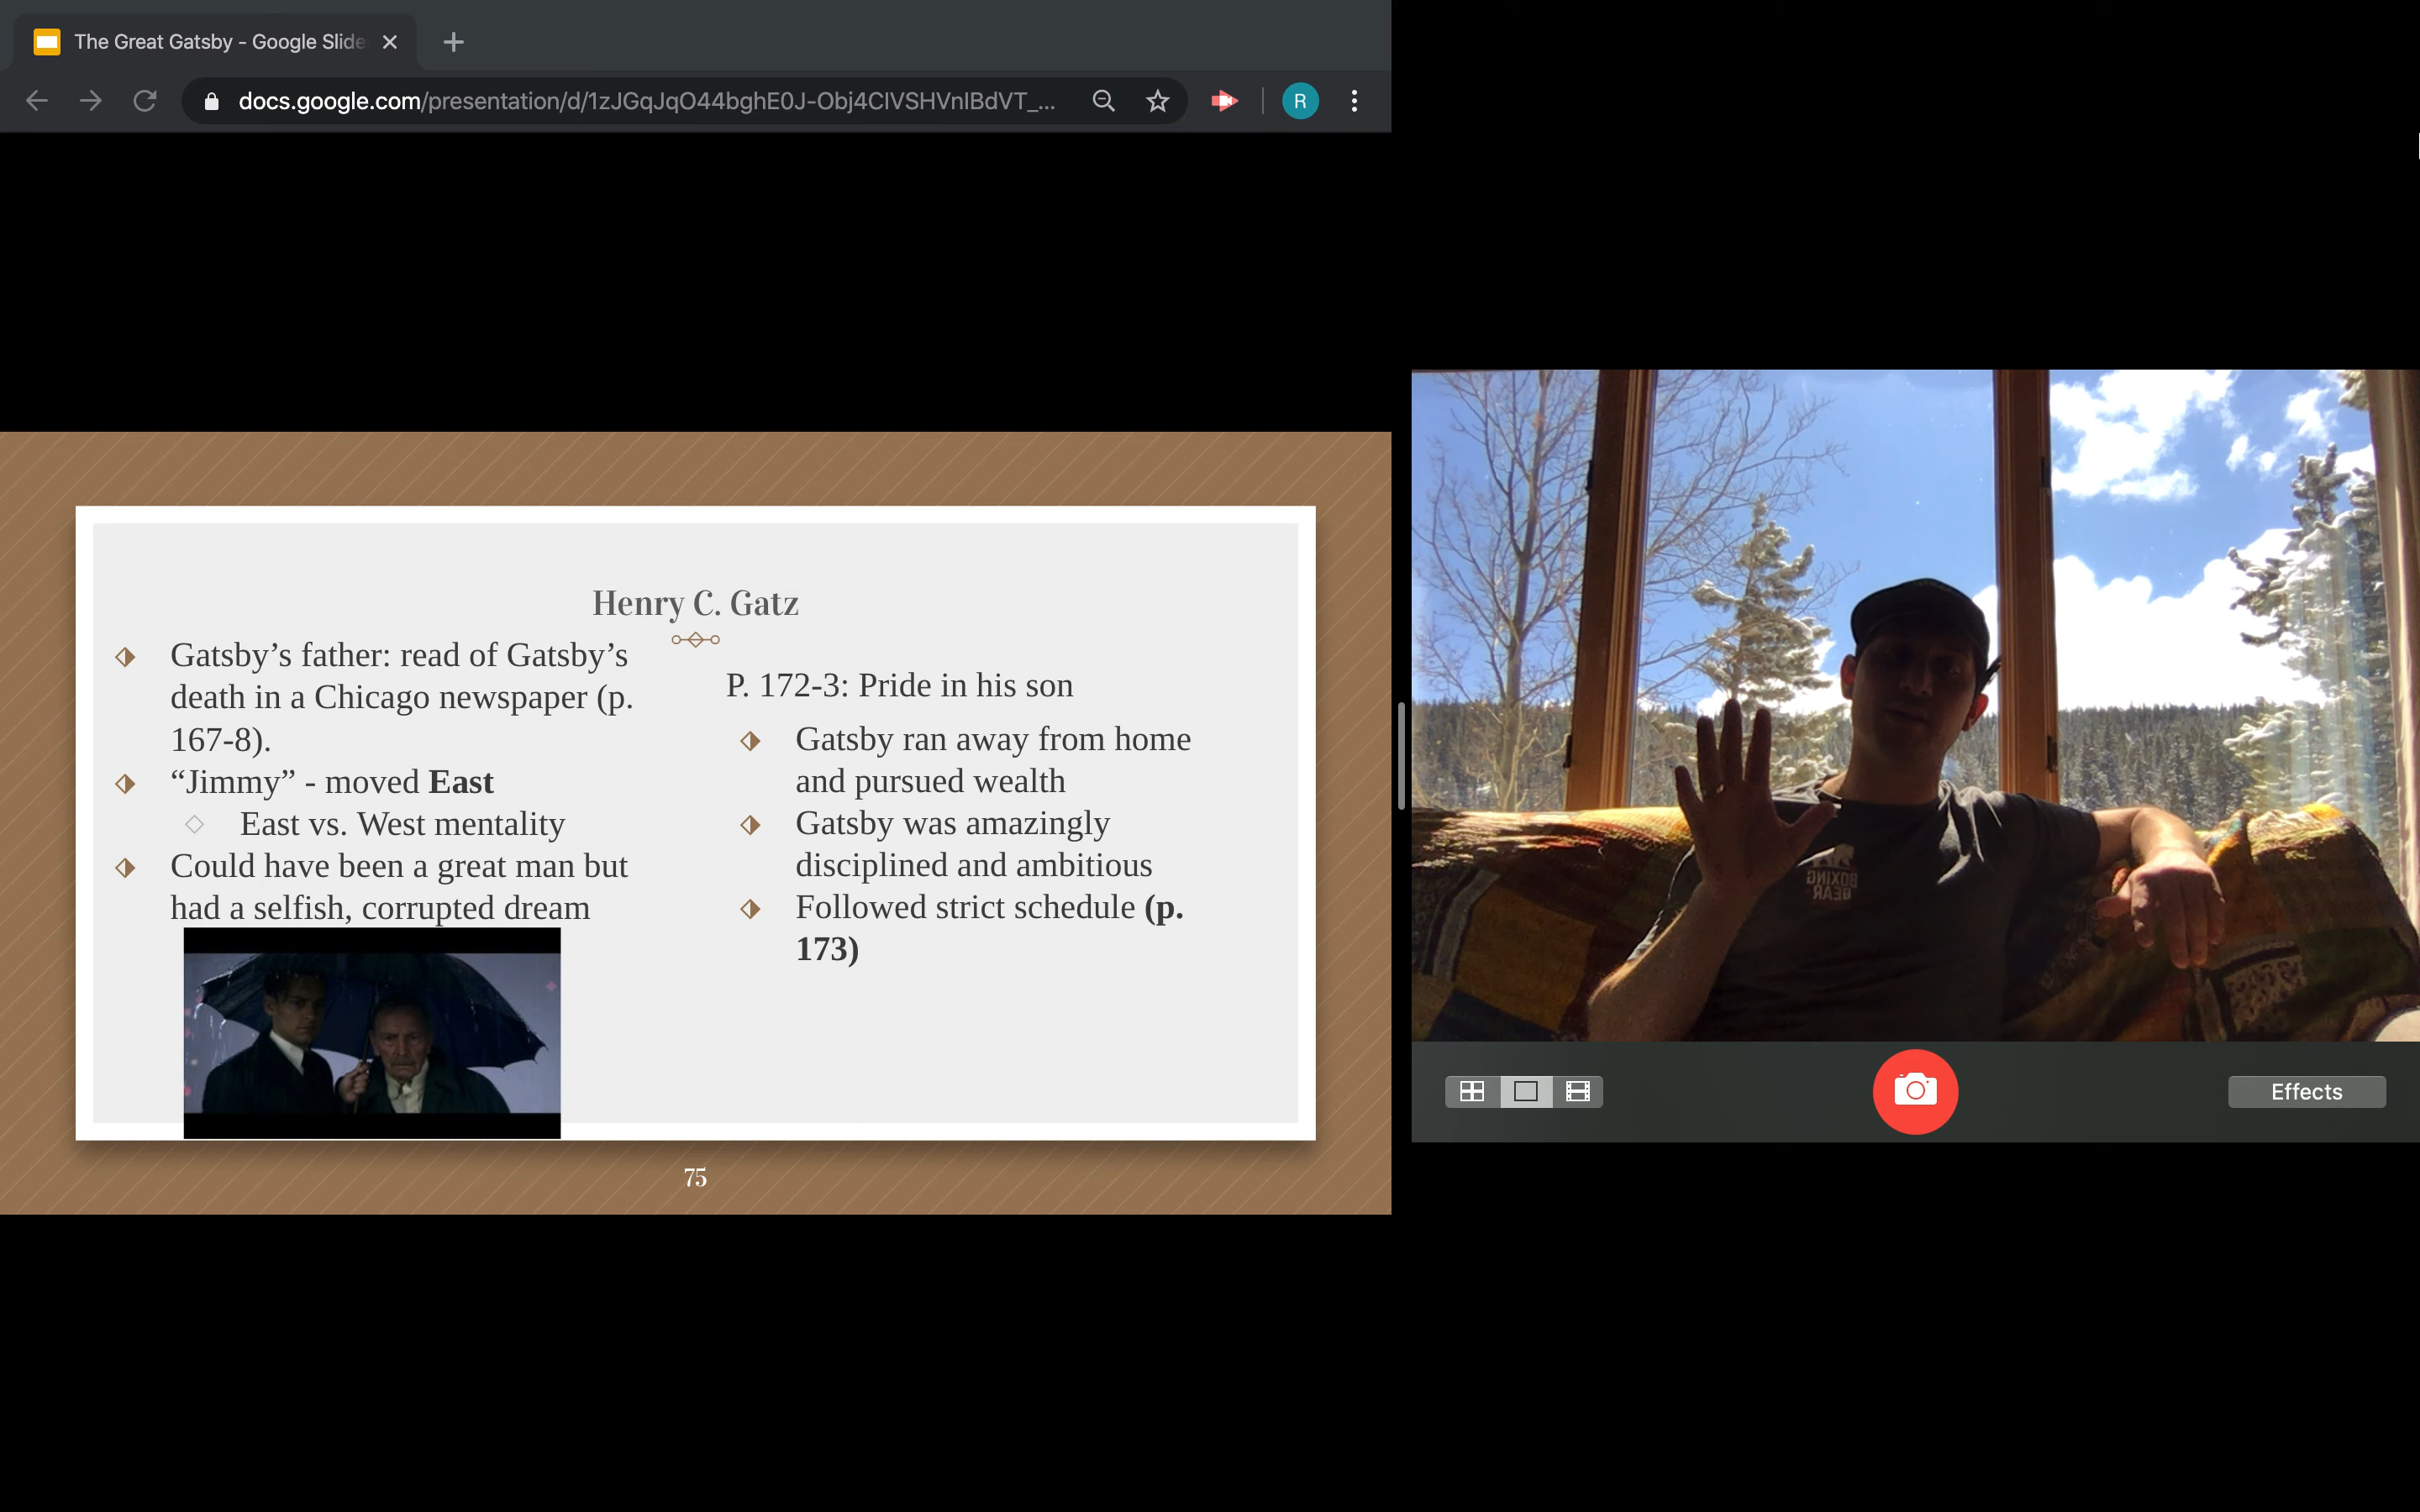 The Great Gatsby - Google Slide
docs.google.com/presentation/d/1zJGqJqO44bghE0J-Obj4ClVSHVnlBdVT_...
R
Henry C. Gatz
Gatsby’s father: read of Gatsby’s
death in a Chicago newspaper (p.
167-8).
“Jimmy” - moved East
East vs. West mentality
Could have been a great man but
had a selfish, corrupted dream
P. 172-3: Pride in his son
Gatsby ran away from home
and pursued wealth
Gatsby was amazingly
disciplined and ambitious
Followed strict schedule (p.
173)
75
BOXING
BEAR
Effects